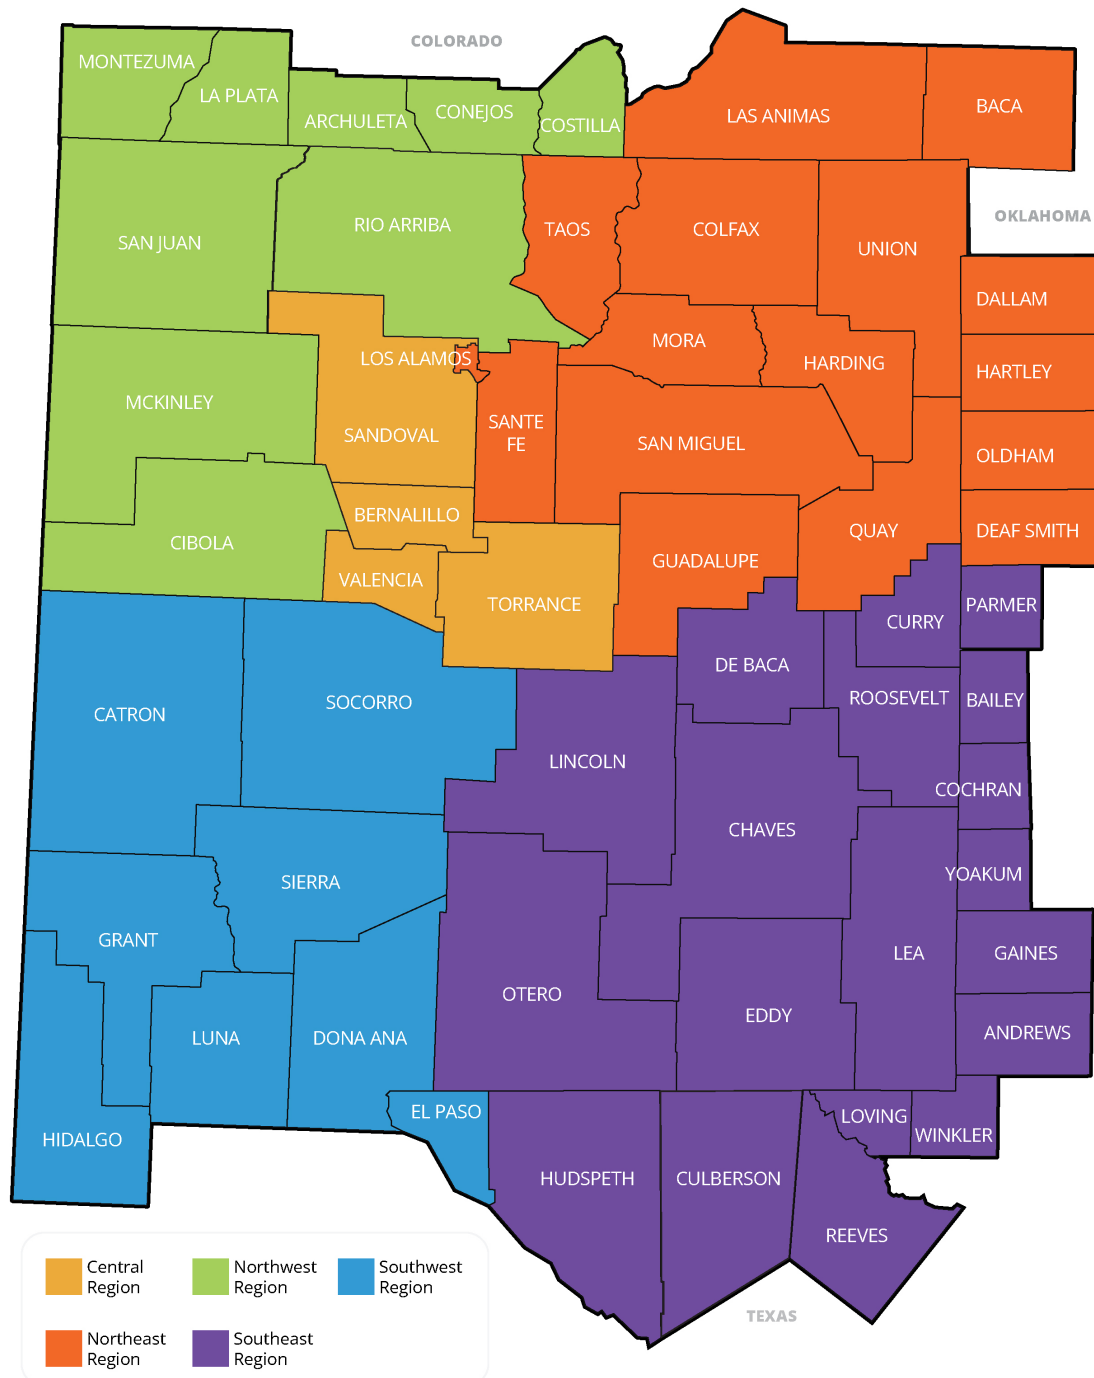 COLORADO
MONTEZUMA
LA PLATA
ARCHULETA
CONEJOS
COSTILLA
LAS ANIMAS
BACA
OKLAHOMA
SAN JUAN
RIO ARRIBA
TAOS
COLFAX
UNION
DALLAM
MORA
HARDING
HARTLEY
LOS ALAMOS
MCKINLEY
SANDOVAL
SANTE
FE
SAN MIGUEL
OLDHAM
BERNALILLO
CIBOLA
QUAY
DEAF SMITH
VALENCIA
GUADALUPE
TORRANCE
CURRY
PARMER
DE BACA
CATRON
SOCORRO
ROOSEVELT
BAILEY
LINCOLN
COCHRAN
CHAVES
SIERRA
YOAKUM
GRANT
LEA
GAINES
OTERO
EDDY
ANDREWS
LUNA
DONA ANA
EL PASO
LOVING
WINKLER
HIDALGO
HUDSPETH
CULBERSON
REEVES
TEXAS
Central
Region
Northwest
Region
Southwest
Region
Northeast
Region
Southeast
Region